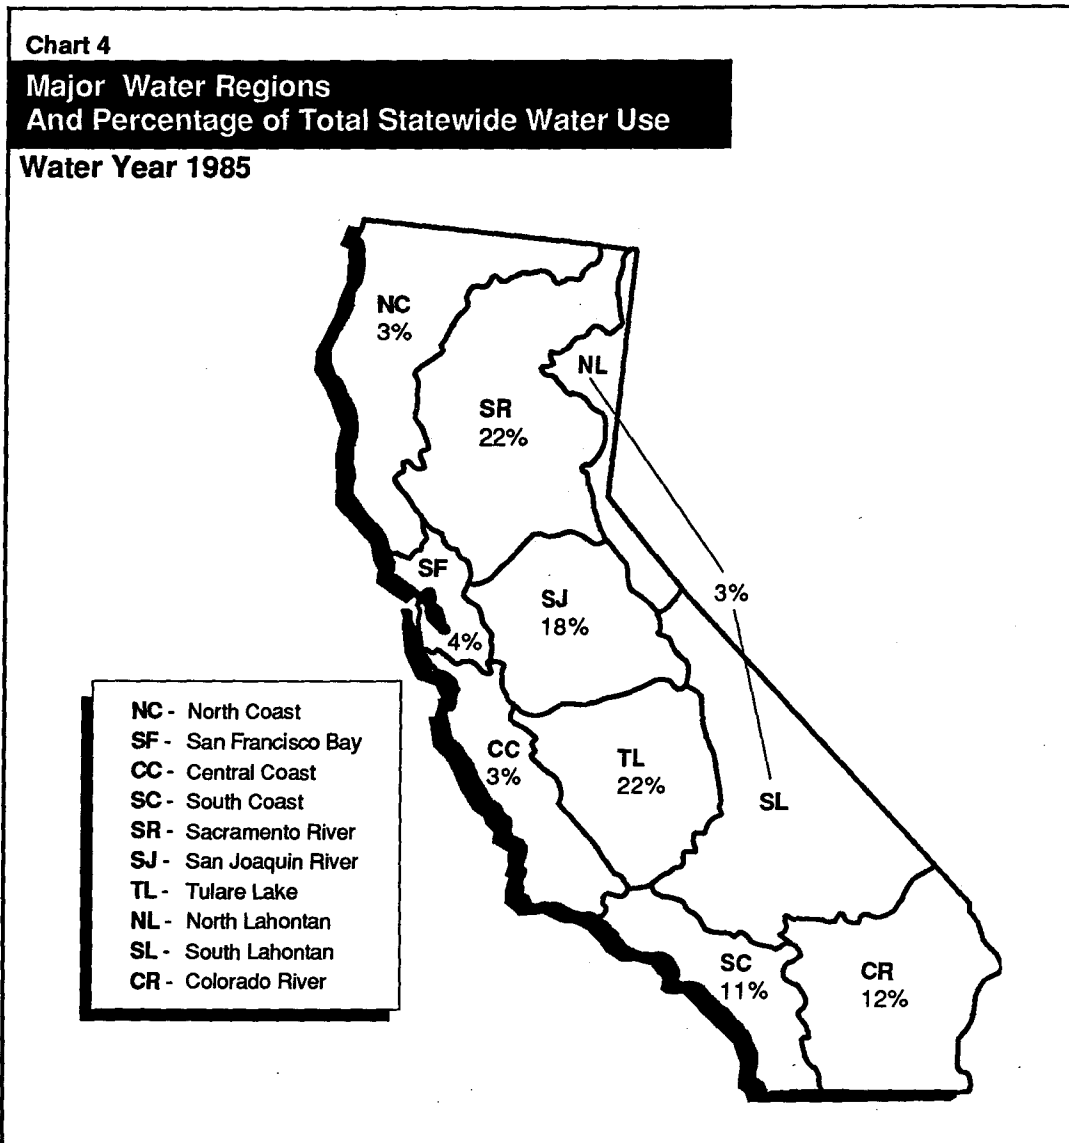 Chart 4
Major Water Regions
And Percentage of Total Statewide Water Use
Water Year 1985
NC
3%
NL
SR
22%
SF
4%
3%
SJ
18%
CC
3%
TL
22%
SL
SC
11%
CR
12%
NC - North Coast
SF - San Francisco Bay
CC - Central Coast
SC - South Coast
SR - Sacramento River
SJ - San Joaquin River
TL - Tulare Lake
NL - North Lahontan
SL - South Lahontan
CR - Colorado River